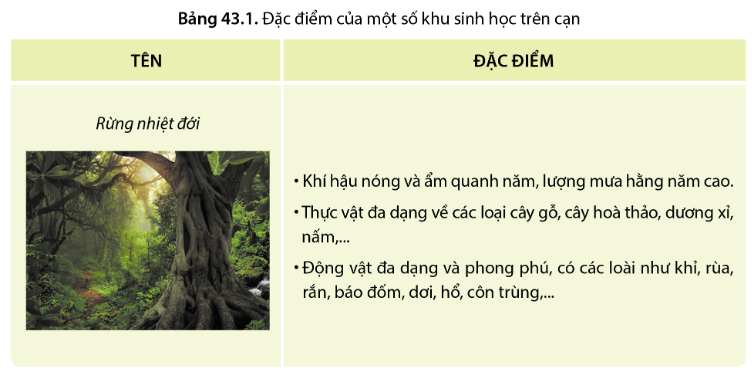 Bảng 43.1. Đặc điểm của một số khu sinh học trên cạn
TÊN
ĐẶC ĐIỂM
Rừng nhiệt đới
• Khí hậu nóng và ẩm quanh năm, lượng mưa hằng năm cao.
• Thực vật đa dạng về các loại cây gỗ, cây hoà thảo, dương xỉ,
nấm,...
• Động vật đa dạng và phong phú, có các loài như khỉ, rùa,
rắn, báo đốm, dơi, hổ, côn trùng,...